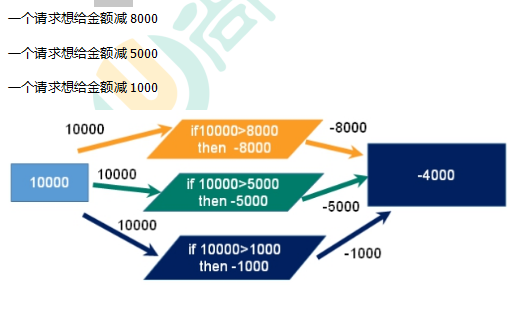 一个请求想给金额减 8000
一个请求想给金额减 5000
一个请求想给金额减 1000
10000
if10000>8000
then -8000
-8000
10000
10000
if 10000>5000
then -5000
-5000
-4000
10000
if 10000>1000
then -1000
-1000